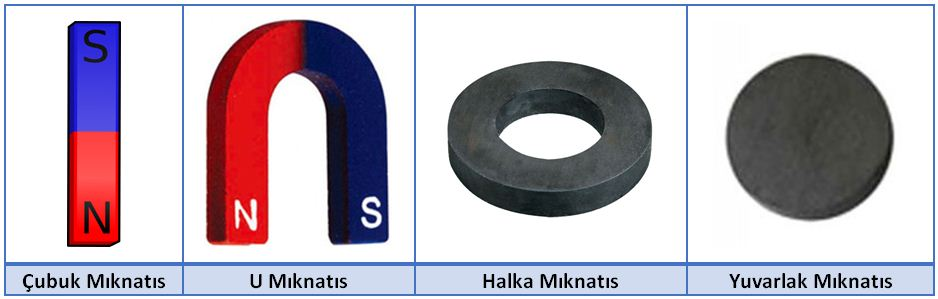 S
N
N S
Çubuk Mıknatıs
U Mıknatıs
Halka Mıknatıs
Yuvarlak Mıknatıs